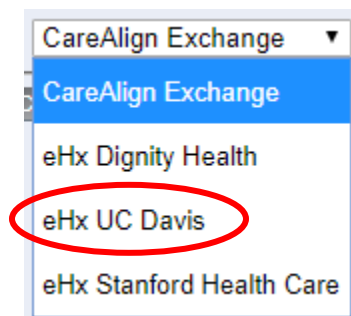 CareAlign Exchange ▼
CareAlign Exchange
eHx Dignity Health
eHx UC Davis
eHx Stanford Health Care